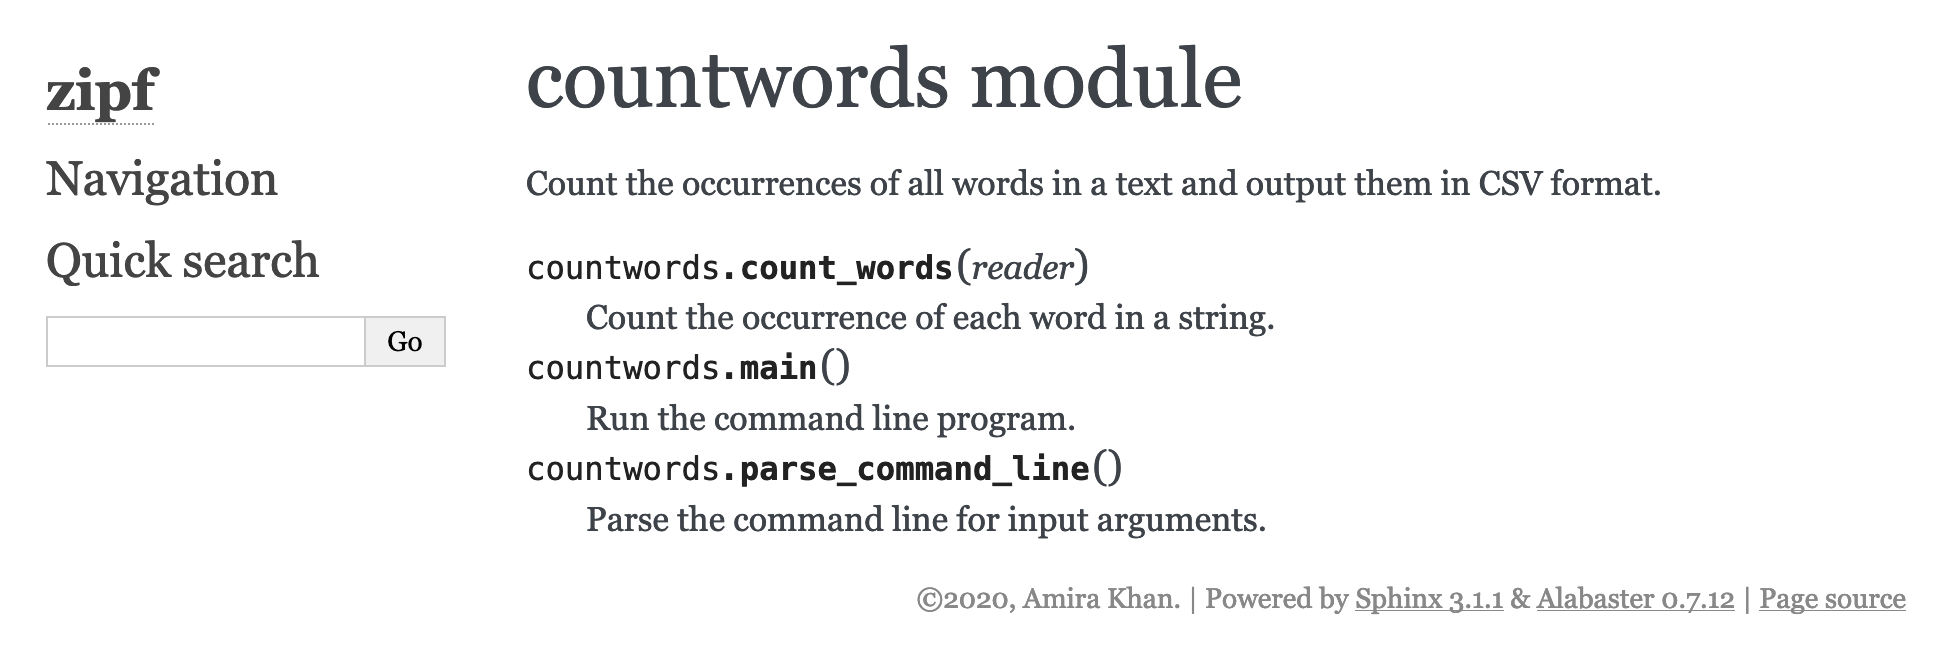 zipf
Navigation
Quick search
Go
countwords module
Count the occurrences of all words in a text and output them in CSV format.
countwords.count_words(reader)
Count the occurrence of each word in a string.
countwords.main()
Run the command line program.
countwords.parse_command_line()
Parse the command line for input arguments.
©2020, Amira Khan. | Powered by Sphinx 3.1.1 & Alabaster 0.7.12 | Page source